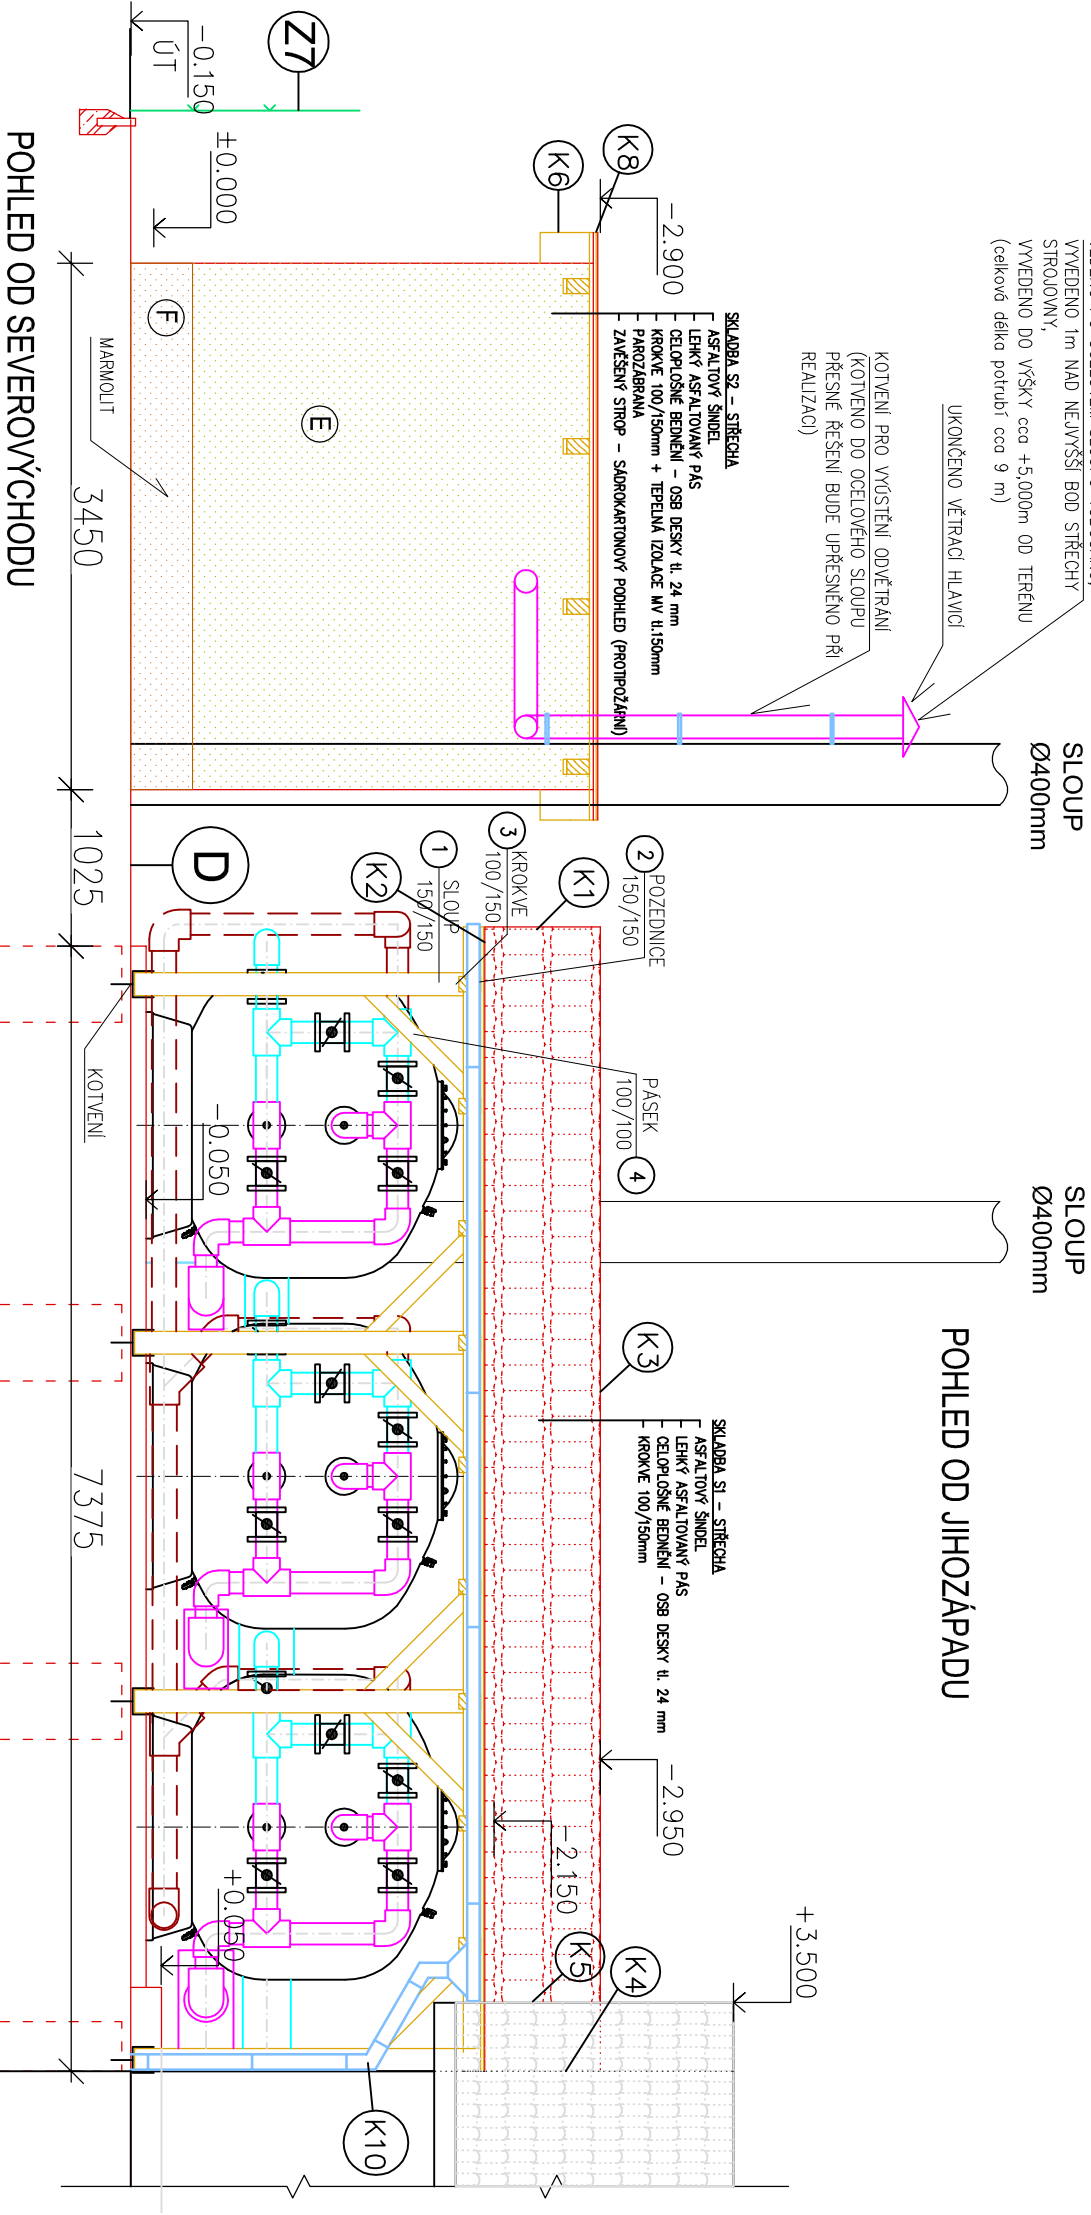 VYVEDENO 1m NAD NEJVYŠŠÍ BOD STŘECHY
STROJOVNY,
VYVEDENO DO VÝŠKY cca +5,000m OD TERÉNU
(celková délka potrubí cca 9 m)
UKONČENO VĚTRACÍ HLAVICÍ
KOTVENÍ PRO VYÚSTĚNÍ ODVĚTRÁNÍ
(KOTVENO DO OCELOVÉHO SLOUPU
PŘESNÉ ŘEŠENÍ BUDE UPŘESNĚNO PŘI
REALIZACI)
SLOUP
Ø400mm
SLOUP
Ø400mm
POHLED OD JIHOZÁPADU
SKLADBA S2 - STŘECHA
ASFALTOVÝ ŠINDEL
LEHKÝ ASFALTOVANÝ PÁS
CELOPLOŠNÉ BEDNĚNÍ - OSB DESKY tl. 24 mm
KROKVE 100/150mm + TEPELNÁ IZOLACE MV tl.150mm
PAROZÁBRANA
ZAVĚŠENÝ STROP - SÁDROKARTONOVÝ PODHLED (PROTIPOŽÁRNÍ)
SKLADBA S1 - STŘECHA
ASFALTOVÝ ŠINDEL
LEHKÝ ASFALTOVANÝ PÁS
CELOPLOŠNÉ BEDNĚNÍ - OSB DESKY tl. 24 mm
KROKVE 100/150mm
-2.900
K8
K6
Z7
-0.150
ÚT
±0.000
F
E
MARMOLIT
D
K1
K2
2
POZEDNICE
150/150
3
KROKVE
100/150
1
SLOUP
150/150
PÁSEK
100/100
4
K3
-2.950
-2.150
+3.500
K5
K4
K10
-0.050
+0.050
KOTVENÍ
3450
1025
7375
POHLED OD SEVEROVÝCHODU